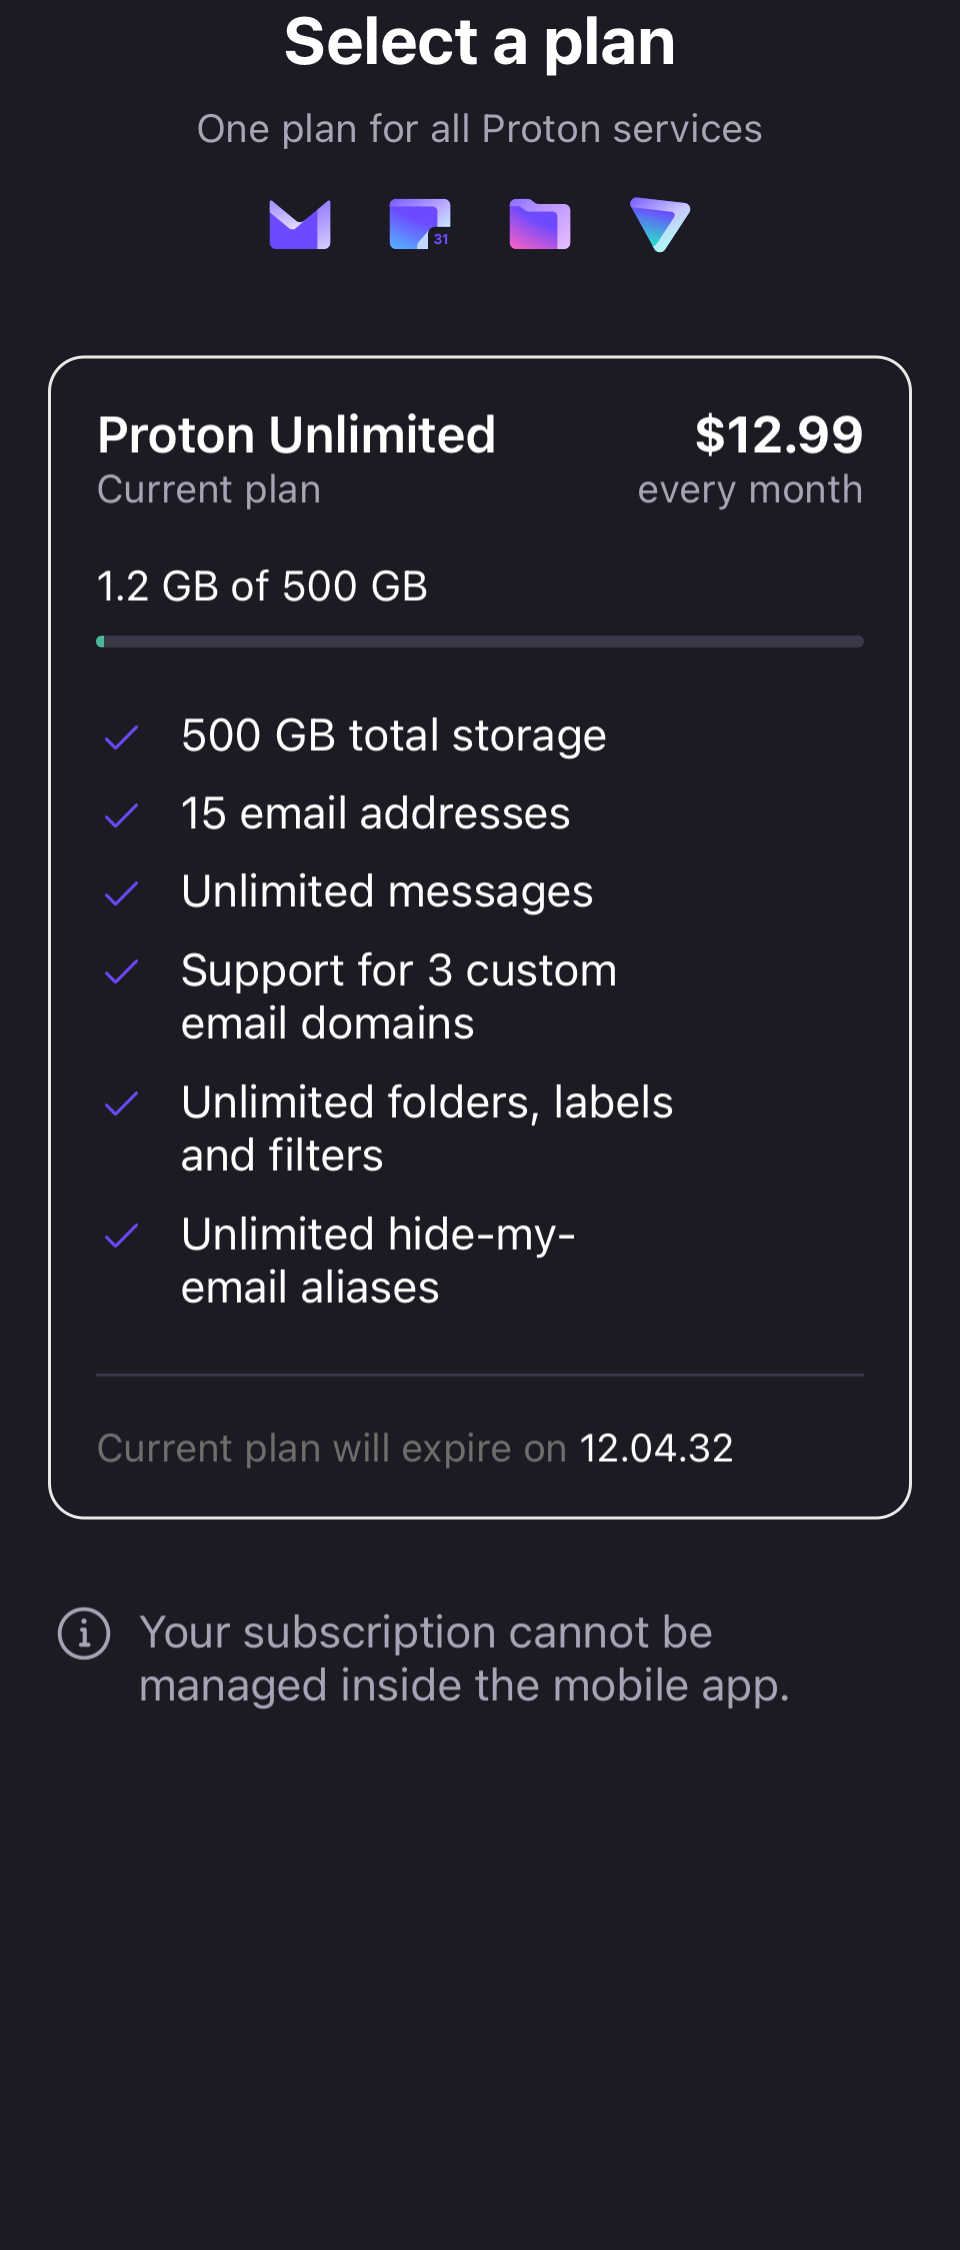 Select a plan
One plan for all Proton services
31
Proton Unlimited
$12.99
Current plan
every month
1.2 GB of 500 GB
500 GB total storage
15 email addresses
Unlimited messages
Support for 3 custom
email domains
Unlimited folders, labels
and filters
Unlimited hide-my-
email aliases
Current plan will expire on 12.04.32
Your subscription cannot be
managed inside the mobile app.